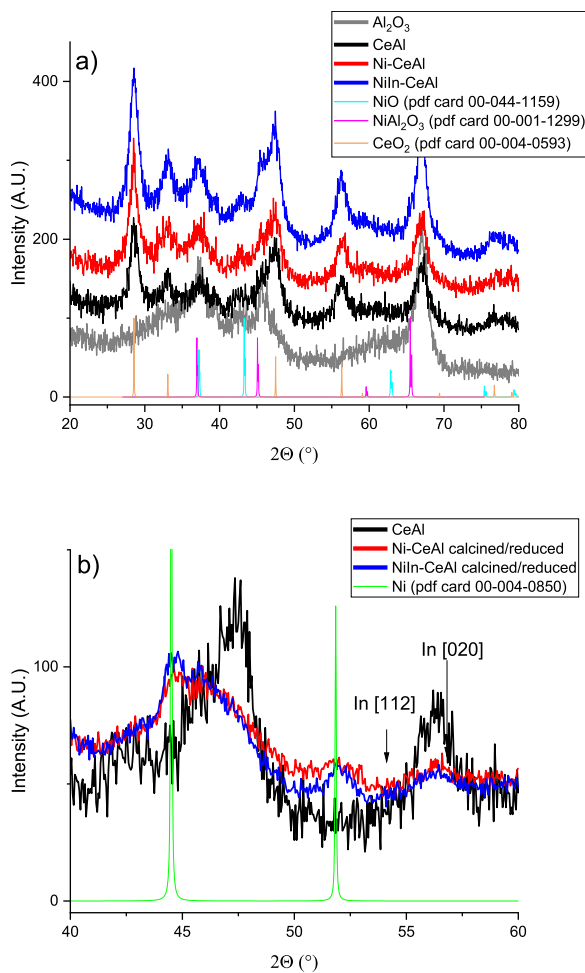 a)
Al₂O₃
CeAl
Ni-CeAl
NiIn-CeAl
NiO (pdf card 00-044-1159)
NiAl₂O₃ (pdf card 00-001-1299)
CeO₂ (pdf card 00-004-0593)
Intensity (A.U.)
400
200
0
20 30 40 50 60 70 80
2Θ (°)
b)
CeAl
Ni-CeAl calcined/reduced
NiIn-CeAl calcined/reduced
Ni (pdf card 00-004-0850)
In [020]
In [112]
Intensity (A.U.)
100
0
40 45 50 55 60
2Θ (°)